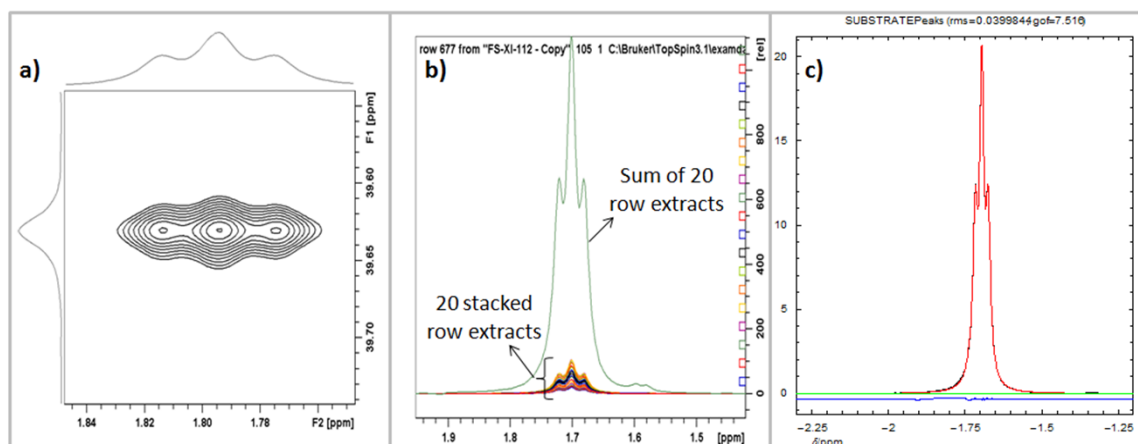 a)
F1 [ppm]
39.60
39.65
39.70
1.84
1.82
1.80
1.78
F2 [ppm]
b)
row 677 from "FS-XI-112 - Copy" 105 1 C:\Bruker\TopSpin3.1\examda
[rel]
800
600
400
200
0
Sum of 20
row extracts
20 stacked
row extracts
1.9
1.8
1.7
1.6
1.5
[ppm]
SUBSTRATEPeaks (rms=0.0399844 gof=7.516)
c)
20
15
10
5
0
-2.25
-2
-1.75
-1.5
-1.25
δ/ppm